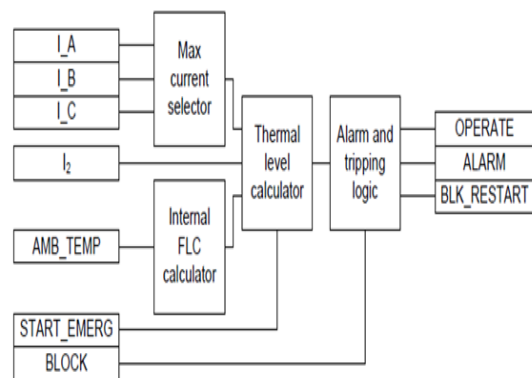 I_A
I_B
I_C
Max
current
selector
I₂
Thermal
level
calculator
Alarm and
tripping
logic
OPERATE
ALARM
BLK_RESTART
AMB_TEMP
Internal
FLC
calculator
START_EMERG
BLOCK